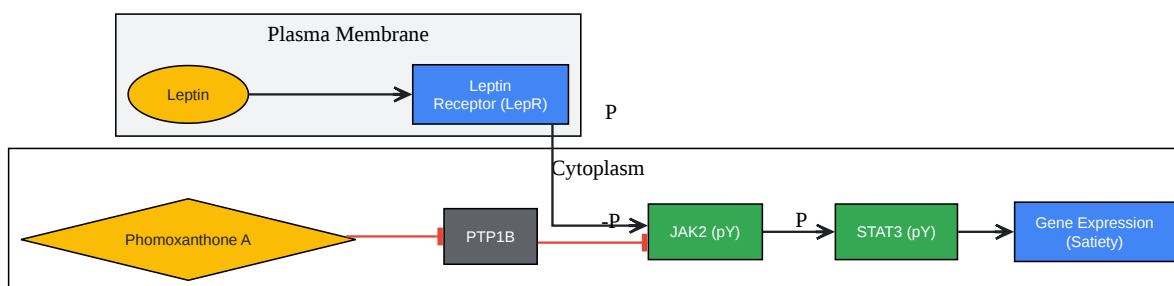 Plasma Membrane
Leptin
Leptin
Receptor (LepR)
P
Cytoplasm
Phomoxanthone A
PTP1B
-P
JAK2 (pY)
P
STAT3 (pY)
Gene Expression
(Satiety)